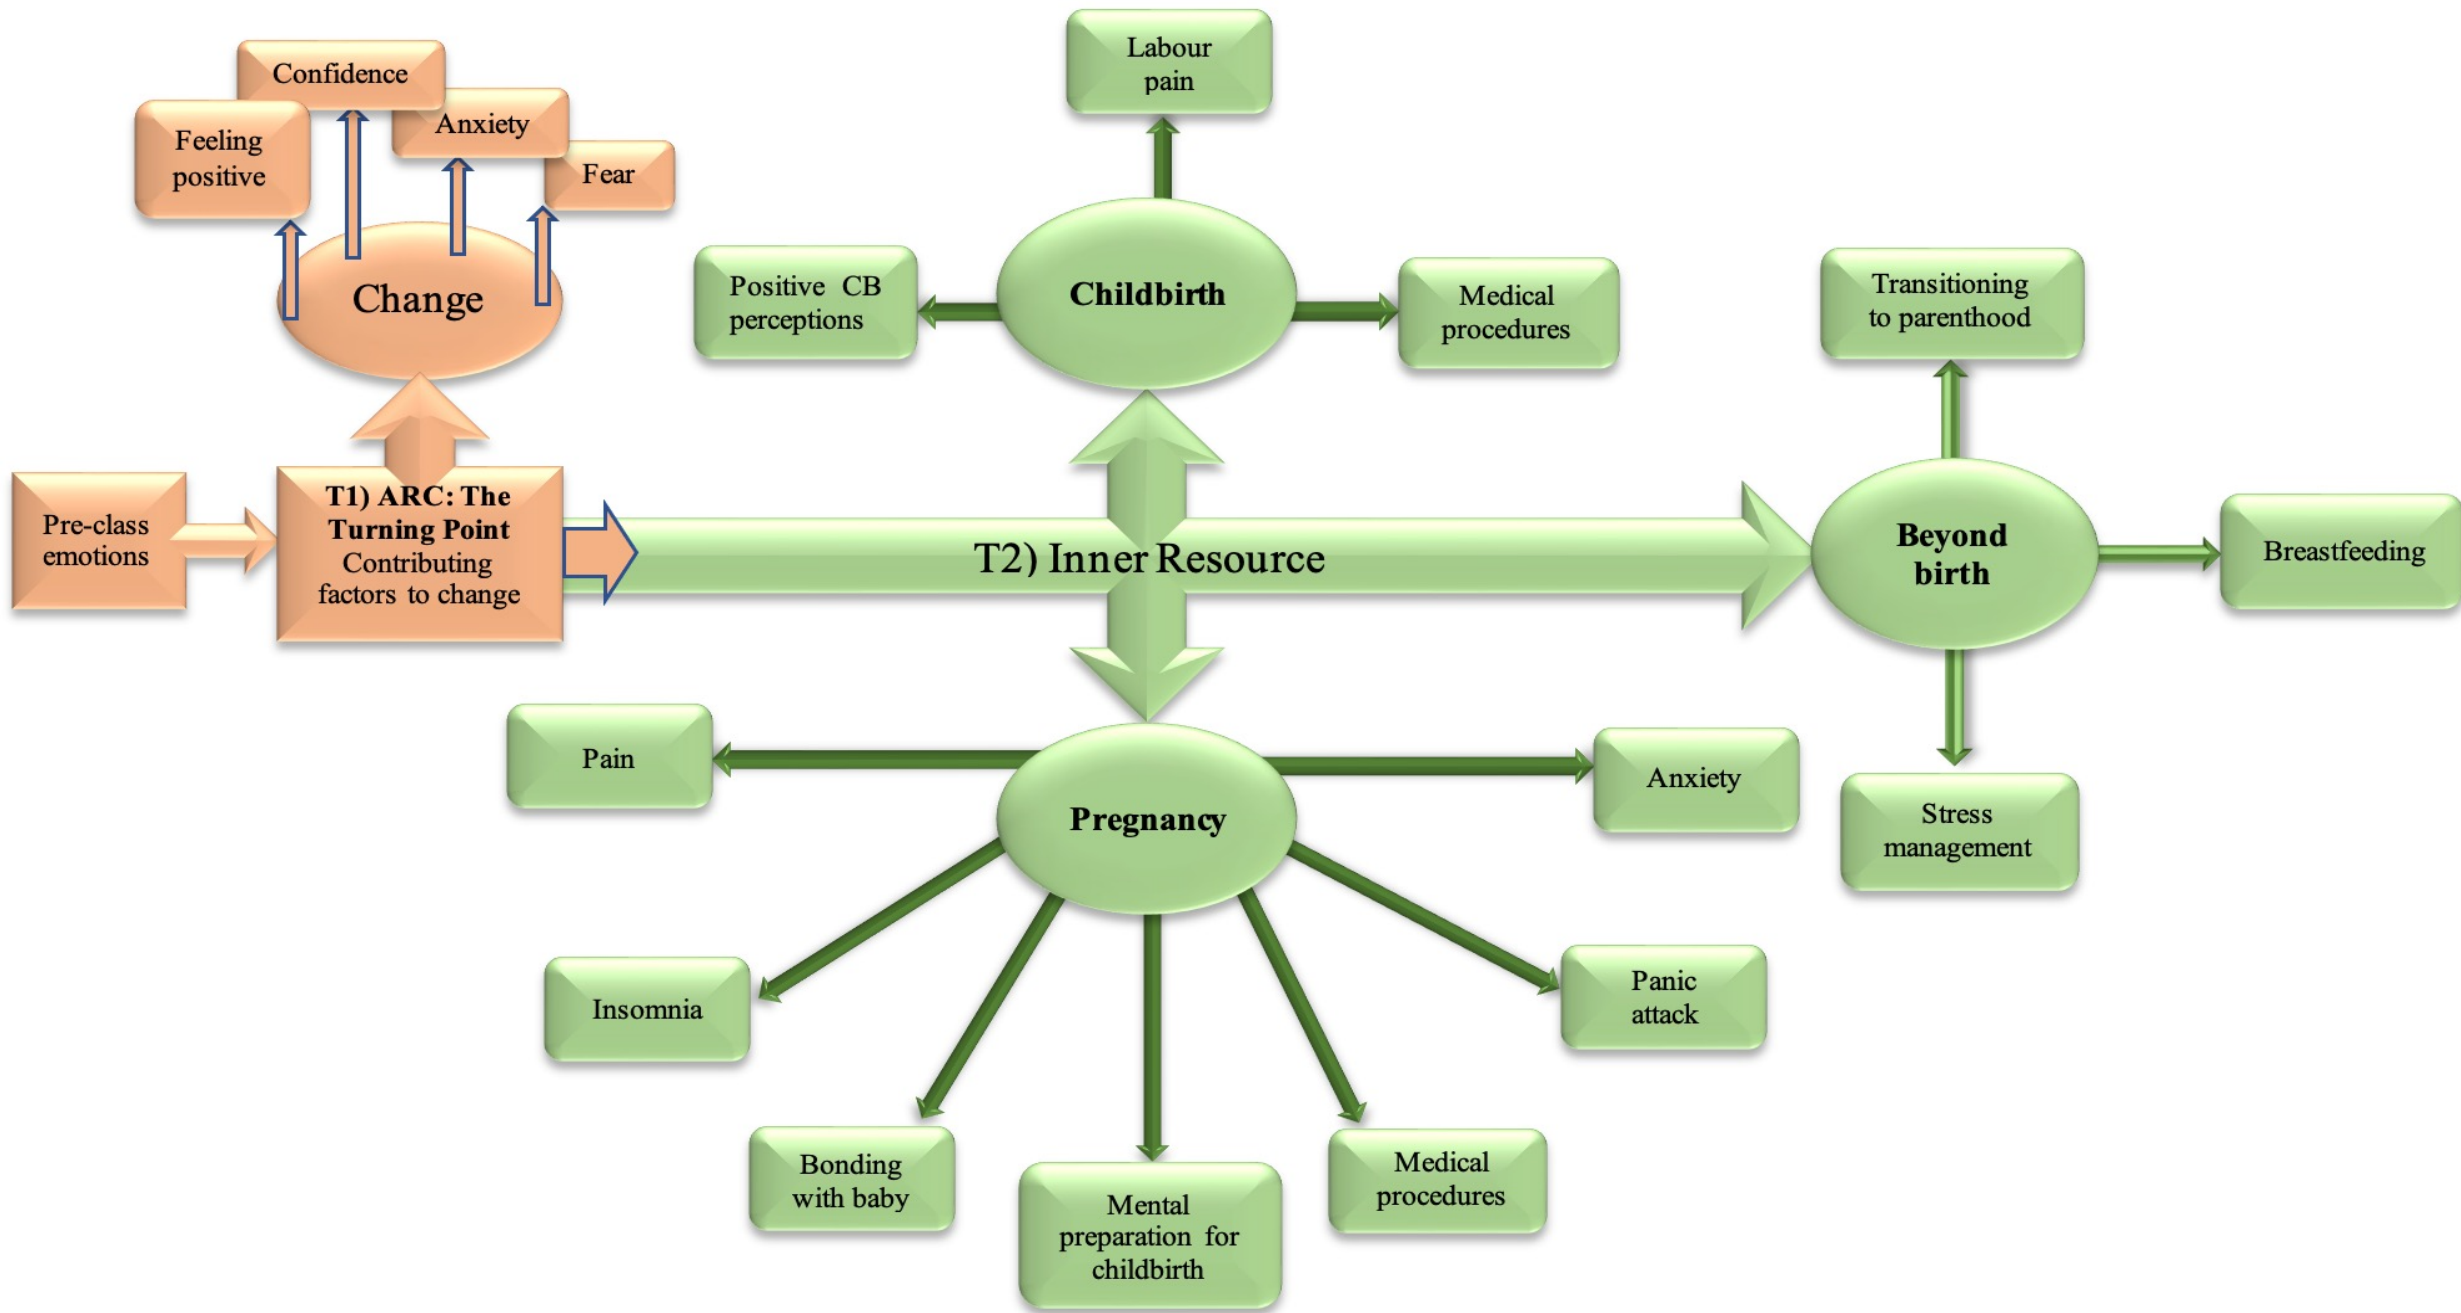 Confidence
Feeling
positive
Anxiety
Fear
Change
Pre-class
emotions
T1) ARC: The
Turning Point
Contributing
factors to change
T2) Inner Resource
Labour
pain
Positive CB
perceptions
Childbirth
Medical
procedures
Transitioning
to parenthood
Beyond
birth
Breastfeeding
Stress
management
Pain
Pregnancy
Anxiety
Insomnia
Panic
attack
Bonding
with baby
Mental
preparation for
childbirth
Medical
procedures